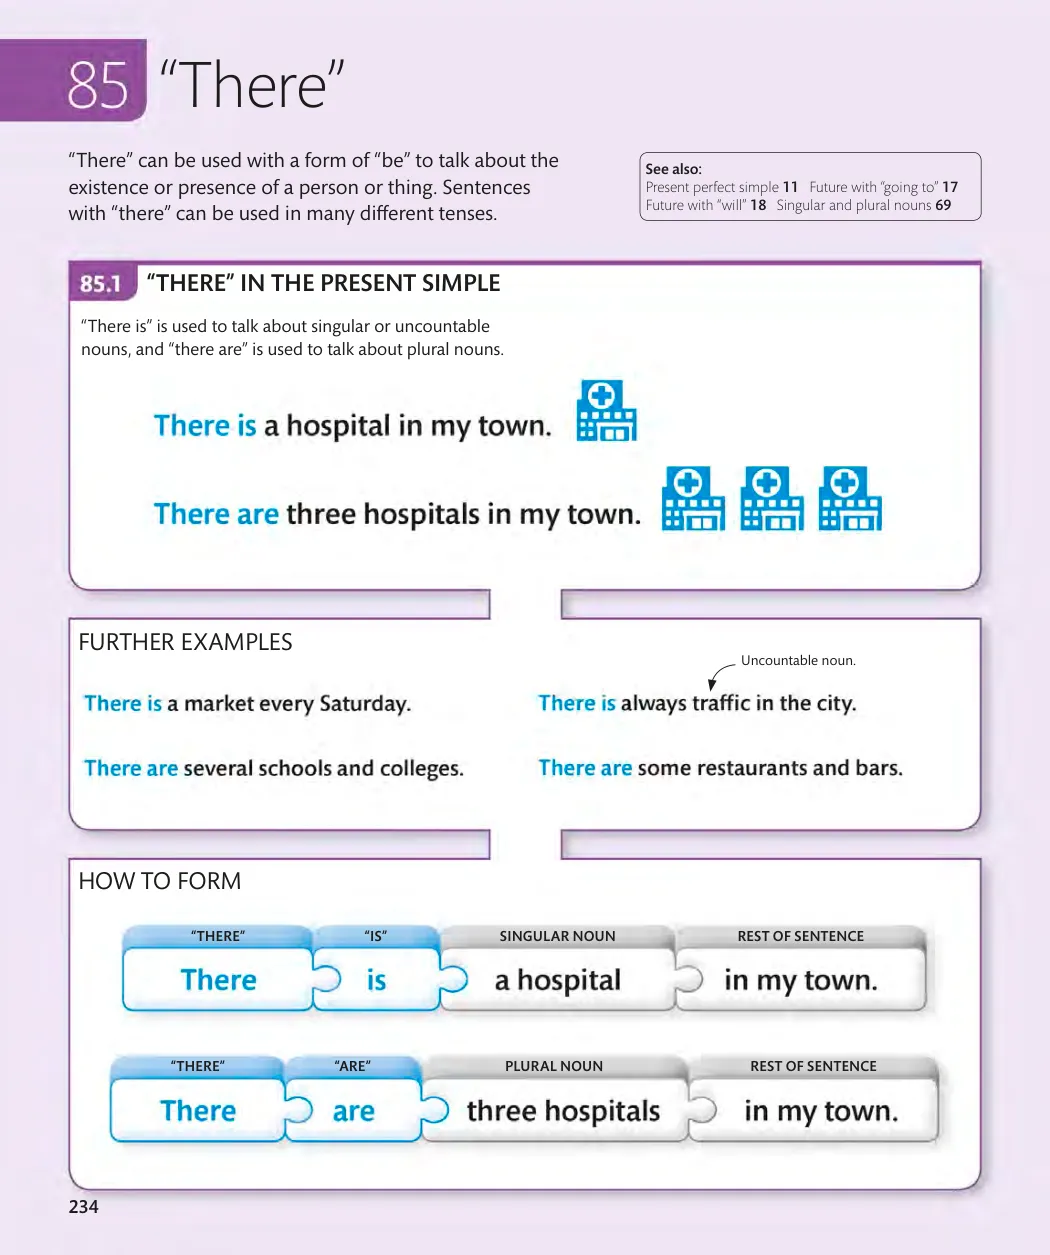 85 “There”
“There” can be used with a form of “be” to talk about the
existence or presence of a person or thing. Sentences
with “there” can be used in many different tenses.
See also:
Present perfect simple 11 Future with “going to” 17
Future with “will” 18 Singular and plural nouns 69
85.1 “THERE” IN THE PRESENT SIMPLE
“There is” is used to talk about singular or uncountable
nouns, and “there are” is used to talk about plural nouns.
There is a hospital in my town.
There are three hospitals in my town.
FURTHER EXAMPLES
There is a market every Saturday.
There are several schools and colleges.
Uncountable noun.
There is always traffic in the city.
There are some restaurants and bars.
HOW TO FORM
“THERE” “IS” SINGULAR NOUN REST OF SENTENCE
There is a hospital in my town.
“THERE” “ARE” PLURAL NOUN REST OF SENTENCE
There are three hospitals in my town.
234